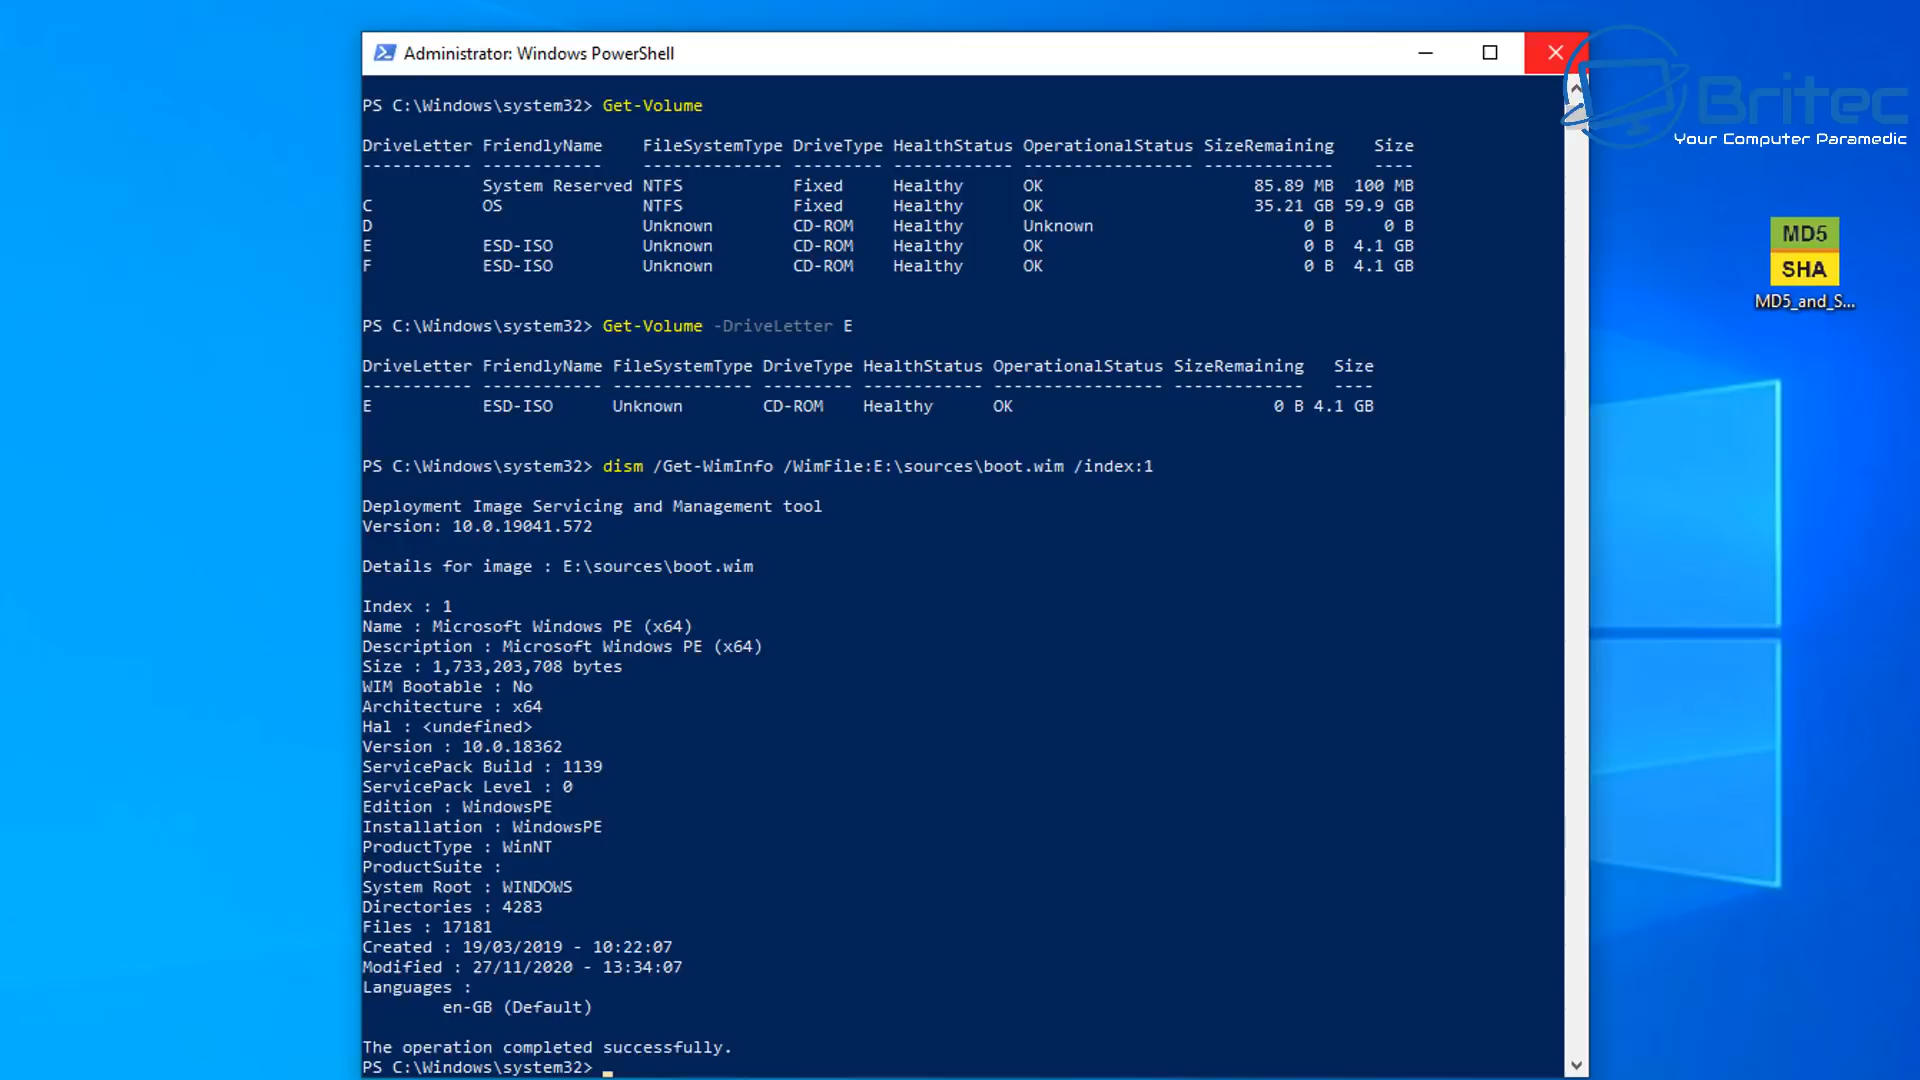 Administrator: Windows PowerShell
Britec
Your Computer Paramedic
MD5
SHA
MD5_and_S...
PS C:\Windows\system32> Get-Volume
DriveLetter FriendlyName    FileSystemType DriveType HealthStatus OperationalStatus SizeRemaining    Size
----------- ------------    -------------- --------- ------------ ----------------- -------------    ----
            System Reserved NTFS           Fixed     Healthy      OK                     85.89 MB  100 MB
C           OS              NTFS           Fixed     Healthy      OK                     35.21 GB 59.9 GB
D                           Unknown        CD-ROM    Healthy      Unknown                     0 B     0 B
E           ESD-ISO         Unknown        CD-ROM    Healthy      OK                          0 B  4.1 GB
F           ESD-ISO         Unknown        CD-ROM    Healthy      OK                          0 B  4.1 GB
PS C:\Windows\system32> Get-Volume -DriveLetter E
DriveLetter FriendlyName FileSystemType DriveType HealthStatus OperationalStatus SizeRemaining   Size
----------- ------------ -------------- --------- ------------ ----------------- -------------   ----
E           ESD-ISO      Unknown        CD-ROM    Healthy      OK                          0 B 4.1 GB
PS C:\Windows\system32> dism /Get-WimInfo /WimFile:E:\sources\boot.wim /index:1
Deployment Image Servicing and Management tool
Version: 10.0.19041.572
Details for image : E:\sources\boot.wim
Index : 1
Name : Microsoft Windows PE (x64)
Description : Microsoft Windows PE (x64)
Size : 1,733,203,708 bytes
WIM Bootable : No
Architecture : x64
Hal : <undefined>
Version : 10.0.18362
ServicePack Build : 1139
ServicePack Level : 0
Edition : WindowsPE
Installation : WindowsPE
ProductType : WinNT
ProductSuite :
System Root : WINDOWS
Directories : 4283
Files : 17181
Created : 19/03/2019 - 10:22:07
Modified : 27/11/2020 - 13:34:07
Languages :
        en-GB (Default)
The operation completed successfully.
PS C:\Windows\system32>